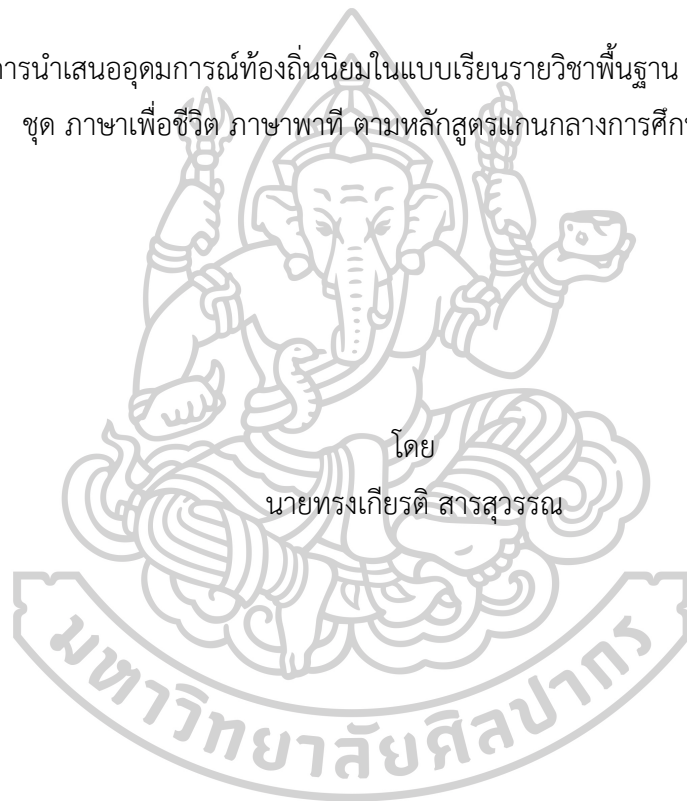 การนำเสนออุดมการณ์ท้องถิ่นนิยมในแบบเรียนรายวิชาพื้นฐาน
ชุด ภาษาเพื่อชีวิต ภาษาพาที ตามหลักสูตรแกนกลางการศึกษ
โดย
นายทรงเกียรติ สารสุวรรณ
มหาวิทยาลัยศิลปากร